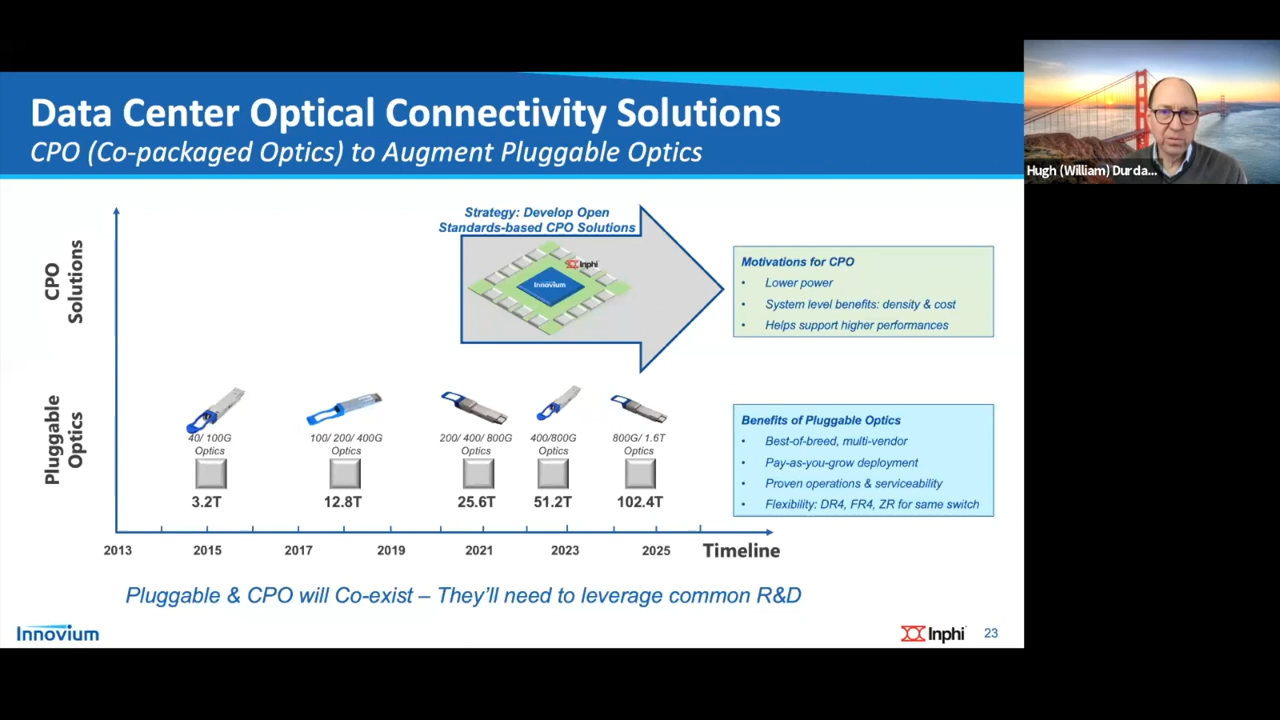 Data Center Optical Connectivity Solutions
CPO (Co-packaged Optics) to Augment Pluggable Optics
Hugh (William) Durda...
CPO
Solutions
Strategy: Develop Open
Standards-based CPO Solutions
Inphi
Innovium
Motivations for CPO
• Lower power
• System level benefits: density & cost
• Helps support higher performances
Pluggable
Optics
40/ 100G
Optics
3.2T
100/ 200/ 400G
Optics
12.8T
200/ 400/ 800G
Optics
25.6T
400/800G
Optics
51.2T
800G/ 1.6T
Optics
102.4T
Benefits of Pluggable Optics
• Best-of-breed, multi-vendor
• Pay-as-you-grow deployment
• Proven operations & serviceability
• Flexibility: DR4, FR4, ZR for same switch
2013 2015 2017 2019 2021 2023 2025 Timeline
Pluggable & CPO will Co-exist – They’ll need to leverage common R&D
Innovium
Inphi 23